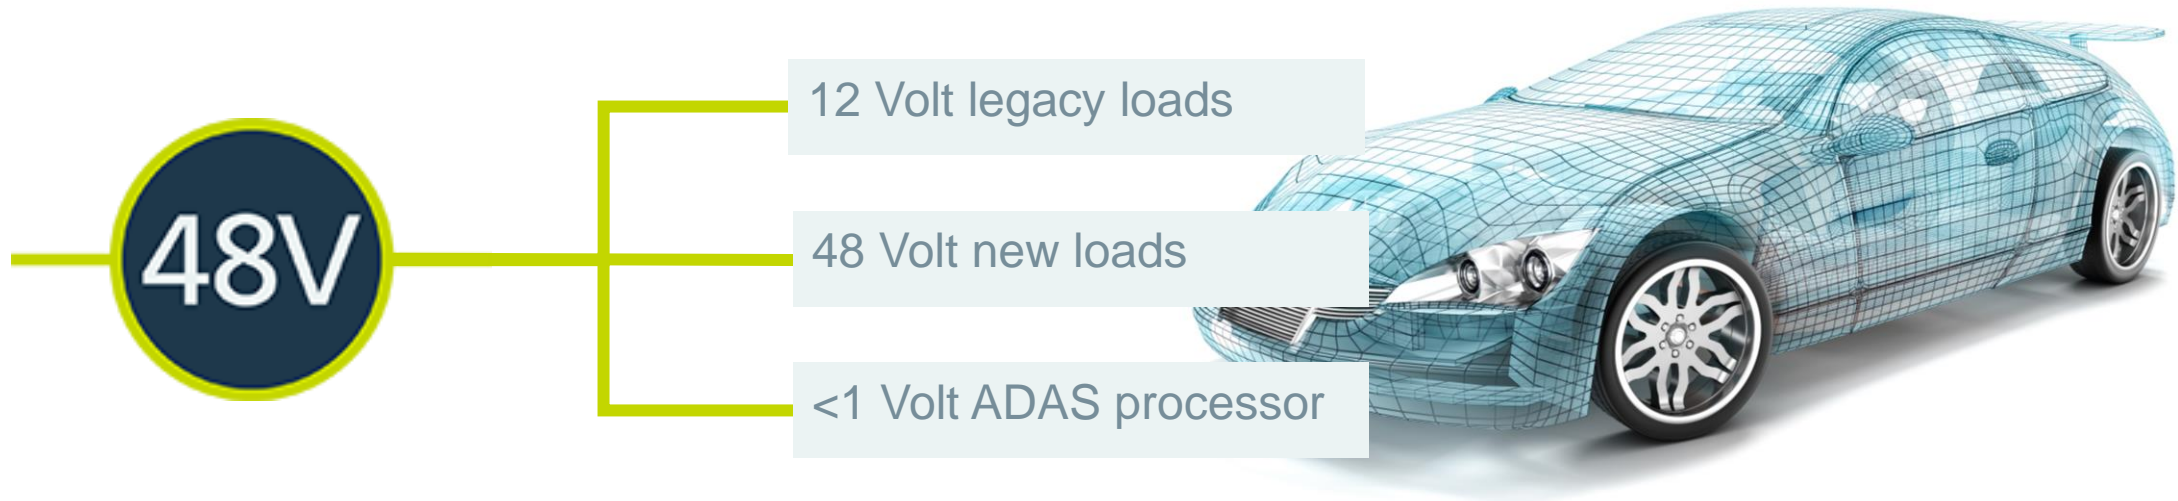 48V
12 Volt legacy loads
48 Volt new loads
<1 Volt ADAS processor